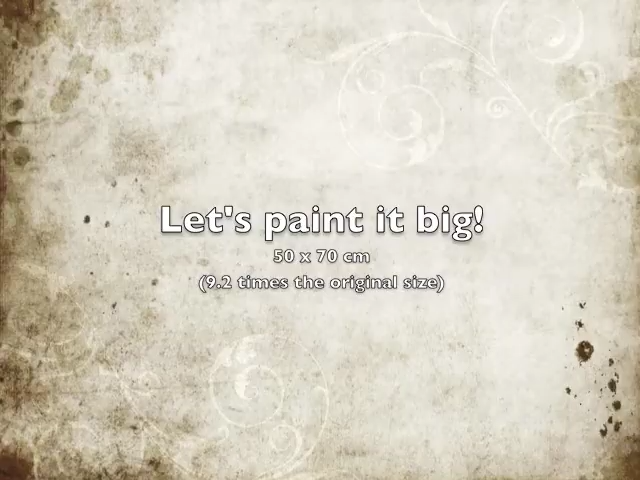 Let's paint it big!
50 x 70 cm
(9.2 times the original size)